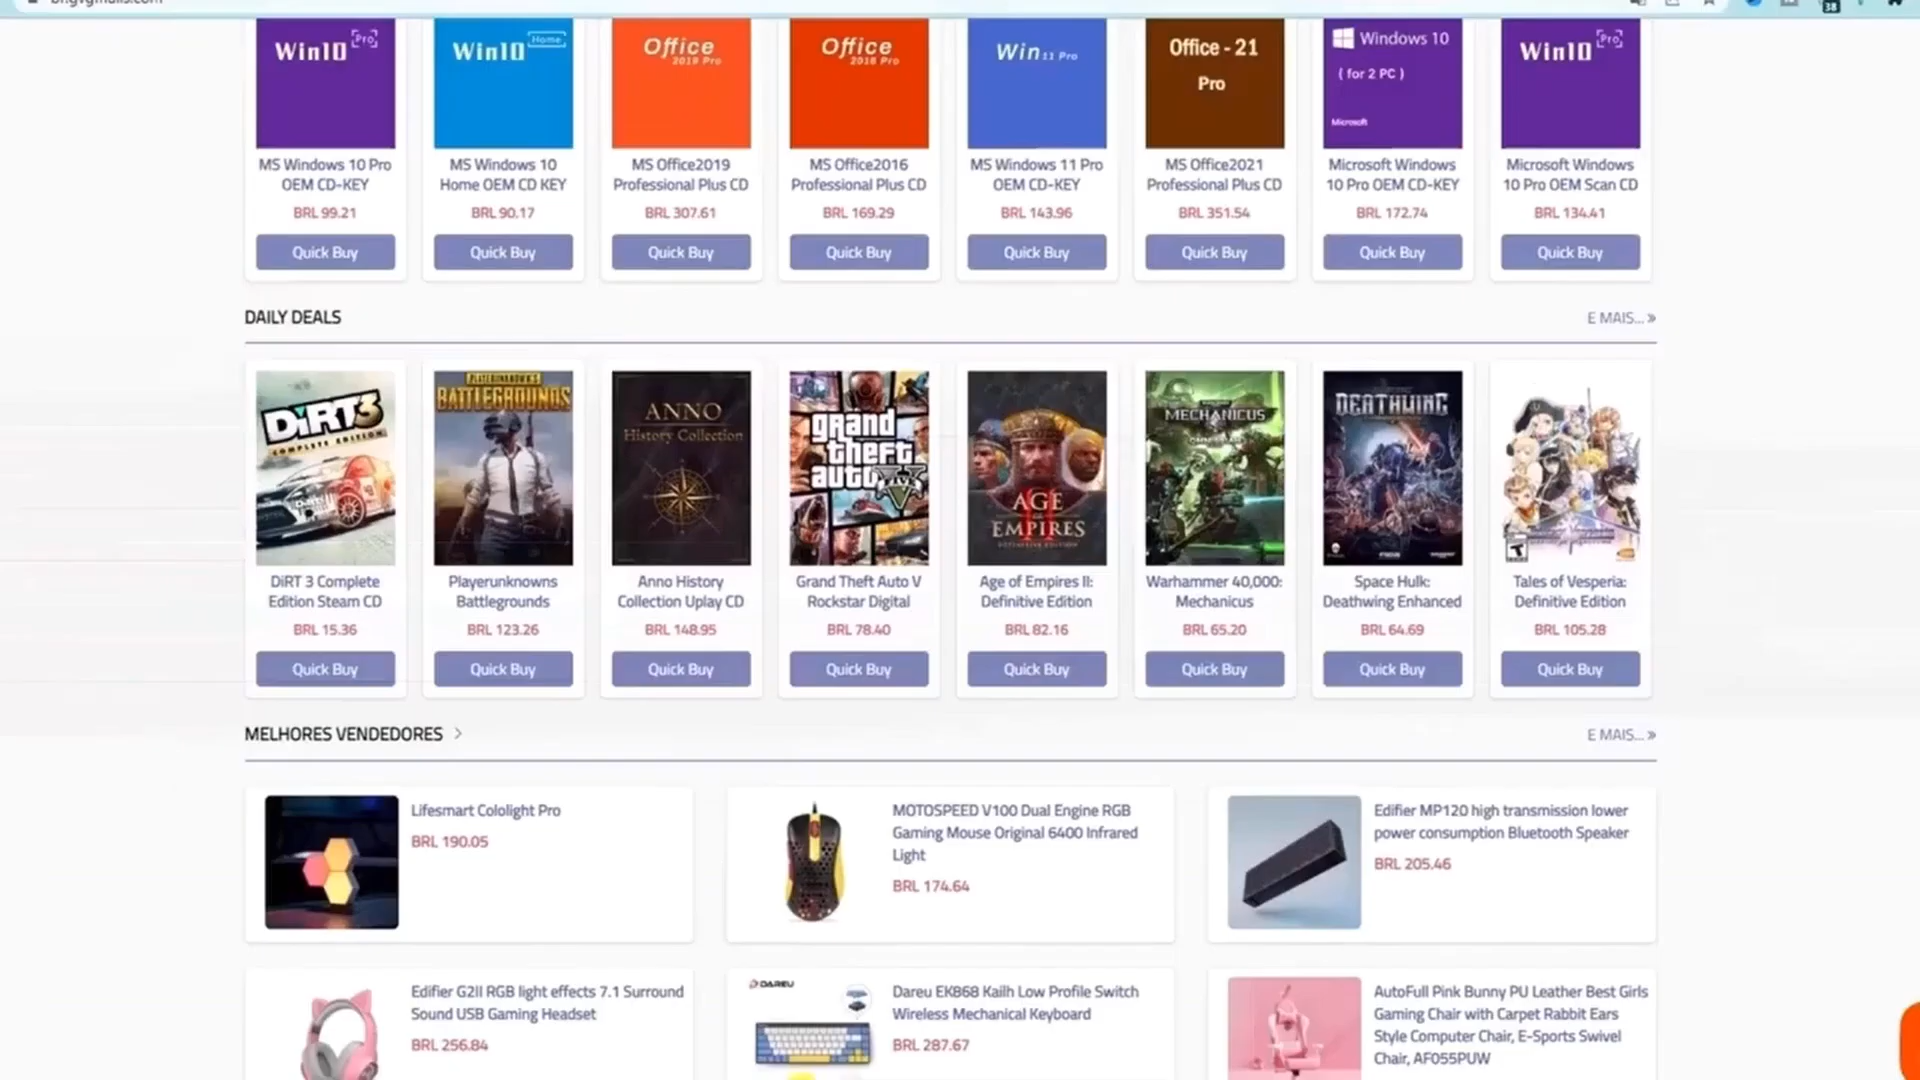 Win10 Pro
Win10 Home
Office
2019 Pro
Office
2016 Pro
Win 11 Pro
Office - 21
Pro
Windows 10
( for 2 PC )
Microsoft
Win10 Pro
MS Windows 10 Pro
OEM CD-KEY
BRL 99.21
Quick Buy
MS Windows 10
Home OEM CD KEY
BRL 90.17
Quick Buy
MS Office2019
Professional Plus CD
BRL 307.61
Quick Buy
MS Office2016
Professional Plus CD
BRL 169.29
Quick Buy
MS Windows 11 Pro
OEM CD-KEY
BRL 143.96
Quick Buy
MS Office2021
Professional Plus CD
BRL 351.54
Quick Buy
Microsoft Windows
10 Pro OEM CD-KEY
BRL 172.74
Quick Buy
Microsoft Windows
10 Pro OEM Scan CD
BRL 134.41
Quick Buy
DAILY DEALS
E MAIS... »
DiRT3
COMPLETE EDITION
DiRT 3 Complete
Edition Steam CD
BRL 15.36
Quick Buy
PLAYERUNKNOWN'S
BATTLEGROUNDS
Playerunknowns
Battlegrounds
BRL 123.26
Quick Buy
ANNO
History Collection
Anno History
Collection Uplay CD
BRL 148.95
Quick Buy
grand
theft
auto V
FIVE
Grand Theft Auto V
Rockstar Digital
BRL 78.40
Quick Buy
AGE
OF
EMPIRES
II
DEFINITIVE EDITION
Age of Empires II:
Definitive Edition
BRL 82.16
Quick Buy
MECHANICUS
Warhammer 40,000:
Mechanicus
BRL 65.20
Quick Buy
DEATHWING
Space Hulk:
Deathwing Enhanced
BRL 64.69
Quick Buy
T
Tales of Vesperia:
Definitive Edition
BRL 105.28
Quick Buy
MELHORES VENDEDORES >
E MAIS... »
Lifesmart Cololight Pro
BRL 190.05
MOTOSPEED V100 Dual Engine RGB
Gaming Mouse Original 6400 Infrared
Light
BRL 174.64
Edifier MP120 high transmission lower
power consumption Bluetooth Speaker
BRL 205.46
Edifier G2II RGB light effects 7.1 Surround
Sound USB Gaming Headset
BRL 256.84
DAREU
Dareu EK868 Kailh Low Profile Switch
Wireless Mechanical Keyboard
BRL 287.67
AutoFull Pink Bunny PU Leather Best Girls
Gaming Chair with Carpet Rabbit Ears
Style Computer Chair, E-Sports Swivel
Chair, AF055PUW
38